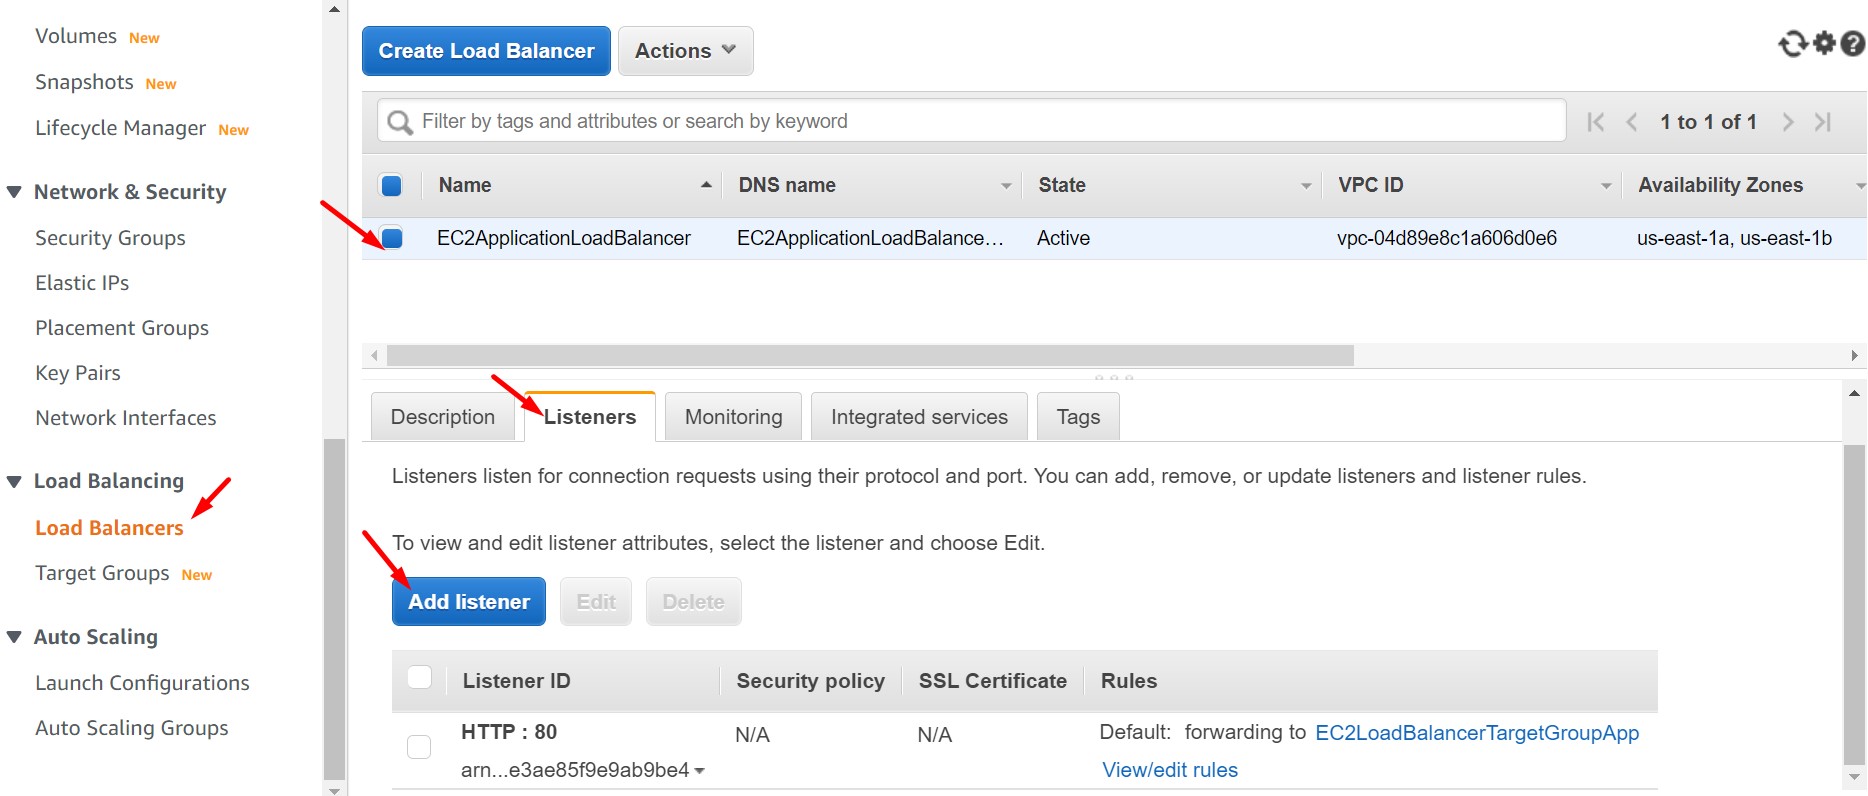 Volumes New
Snapshots New
Lifecycle Manager New
Network & Security
Security Groups
Elastic IPs
Placement Groups
Key Pairs
Network Interfaces
Load Balancing
Load Balancers
Target Groups New
Auto Scaling
Launch Configurations
Auto Scaling Groups
Create Load Balancer Actions
Filter by tags and attributes or search by keyword 1 to 1 of 1
Name DNS name State VPC ID Availability Zones
EC2ApplicationLoadBalancer EC2ApplicationLoadBalance… Active vpc-04d89e8c1a606d0e6 us-east-1a, us-east-1b
Description Listeners Monitoring Integrated services Tags
Listeners listen for connection requests using their protocol and port. You can add, remove, or update listeners and listener rules.
To view and edit listener attributes, select the listener and choose Edit.
Add listener Edit Delete
Listener ID Security policy SSL Certificate Rules
HTTP : 80 N/A N/A Default: forwarding to EC2LoadBalancerTargetGroupApp
arn...e3ae85f9e9ab9be4 View/edit rules